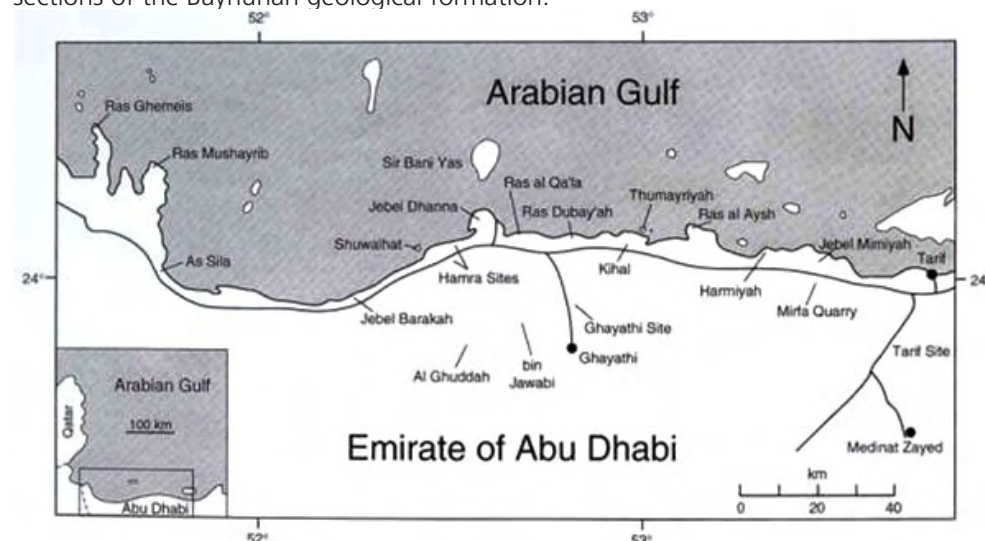 sections of the Baynunah geological formation.
52°
53°
Arabian Gulf
N
Ras Ghemeis
Ras Mushayrib
Sir Bani Yas
Ras al Qa'la
Thumayriyah
Jebel Dhanna
Ras Dubay'ah
Ras al Aysh
Shuwaihat
Jebel Mimiyah
As Sila
Tarif
24°
24
Hamra Sites
Kihal
Harmiyah
Jebel Barakah
Mirfa Quarry
Ghayathi Site
Al Ghuddah
bin
Jawabi
Ghayathi
Tarif Site
Arabian Gulf
Qatar
100 km
Emirate of Abu Dhabi
Medinat Zayed
km
Abu Dhabi
0 20 40
52°
53°